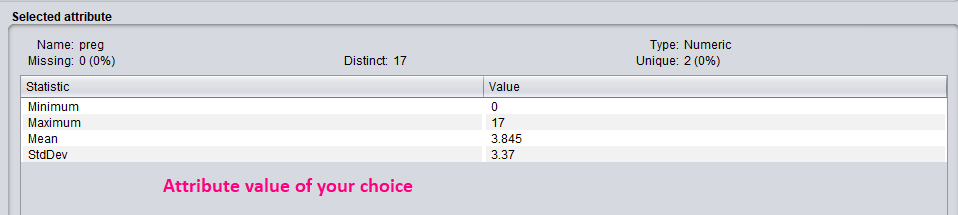 Selected attribute
Name: preg Type: Numeric
Missing: 0 (0%) Distinct: 17 Unique: 2 (0%)
Statistic Value
Minimum 0
Maximum 17
Mean 3.845
StdDev 3.37
Attribute value of your choice